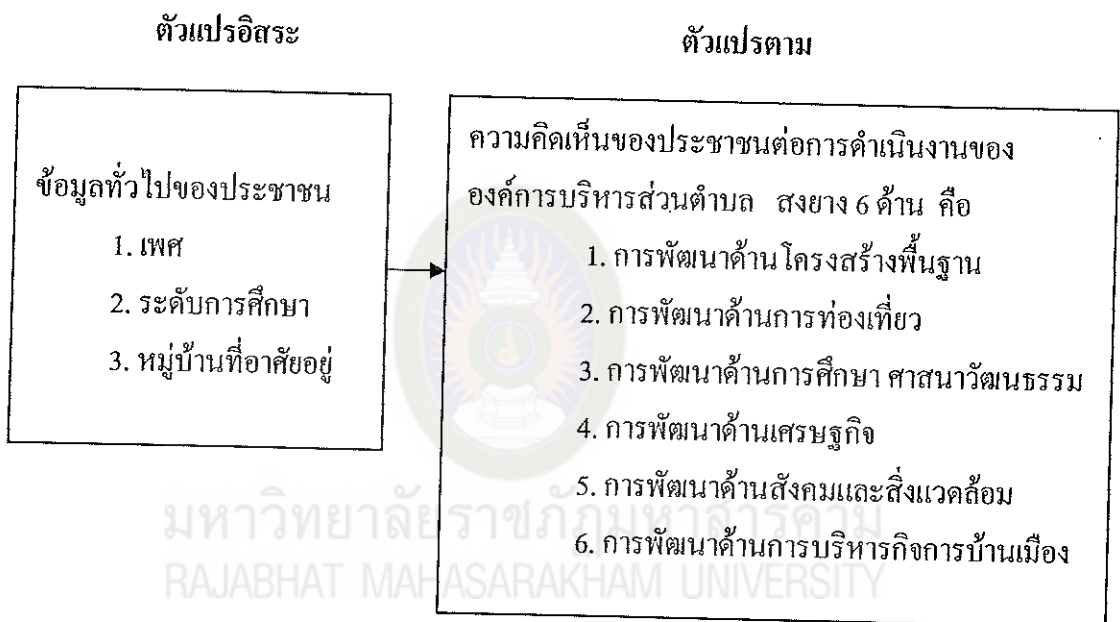 ตัวแปรอิสระ
ตัวแปรตาม
ข้อมูลทั่วไปของประชาชน
1. เพศ
2. ระดับการศึกษา
3. หมู่บ้านที่อาศัยอยู่
ความคิดเห็นของประชาชนต่อการดำเนินงานของ
องค์การบริหารส่วนตำบล สงยาง 6 ด้าน คือ
1. การพัฒนาด้านโครงสร้างพื้นฐาน
2. การพัฒนาด้านการท่องเที่ยว
3. การพัฒนาด้านการศึกษา ศาสนาวัฒนธรรม
4. การพัฒนาด้านเศรษฐกิจ
5. การพัฒนาด้านสังคมและสิ่งแวดล้อม
6. การพัฒนาด้านการบริหารกิจการบ้านเมือง
มหาวิทยาลัยราชภัฏมหาสารคาม
RAJABHAT MAHASARAKHAM UNIVERSITY